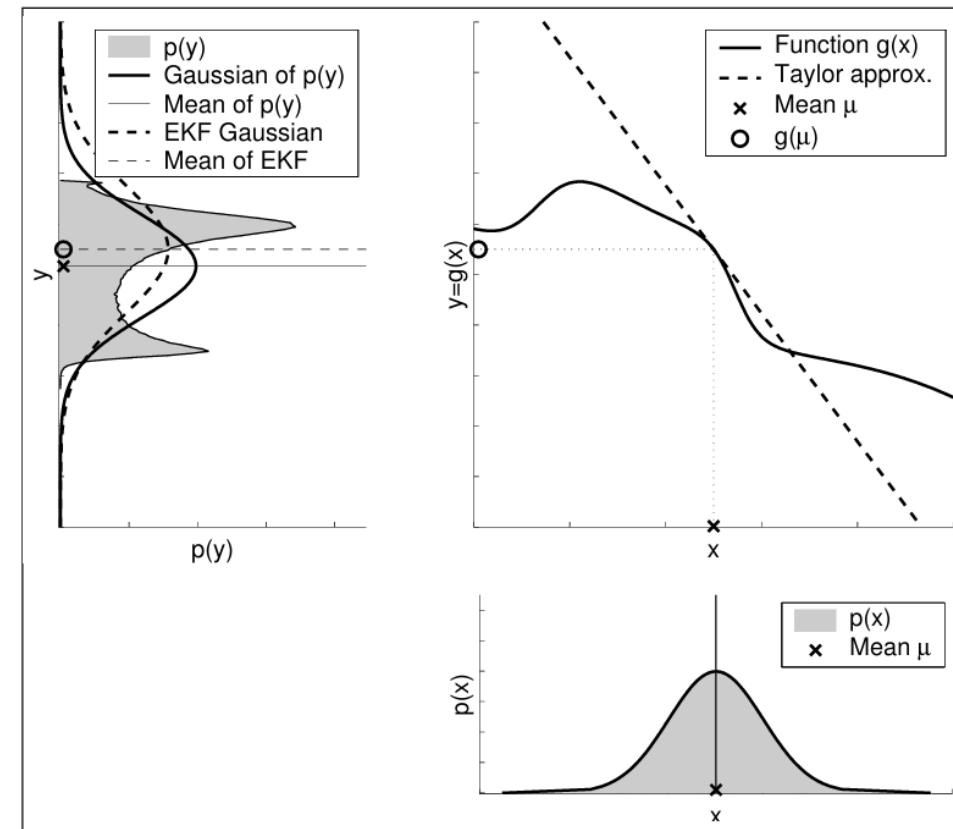 p(y)
Gaussian of p(y)
Mean of p(y)
EKF Gaussian
Mean of EKF
y
p(y)
Function g(x)
Taylor approx.
Mean μ
g(μ)
y=g(x)
x
p(x)
Mean μ
p(x)
x